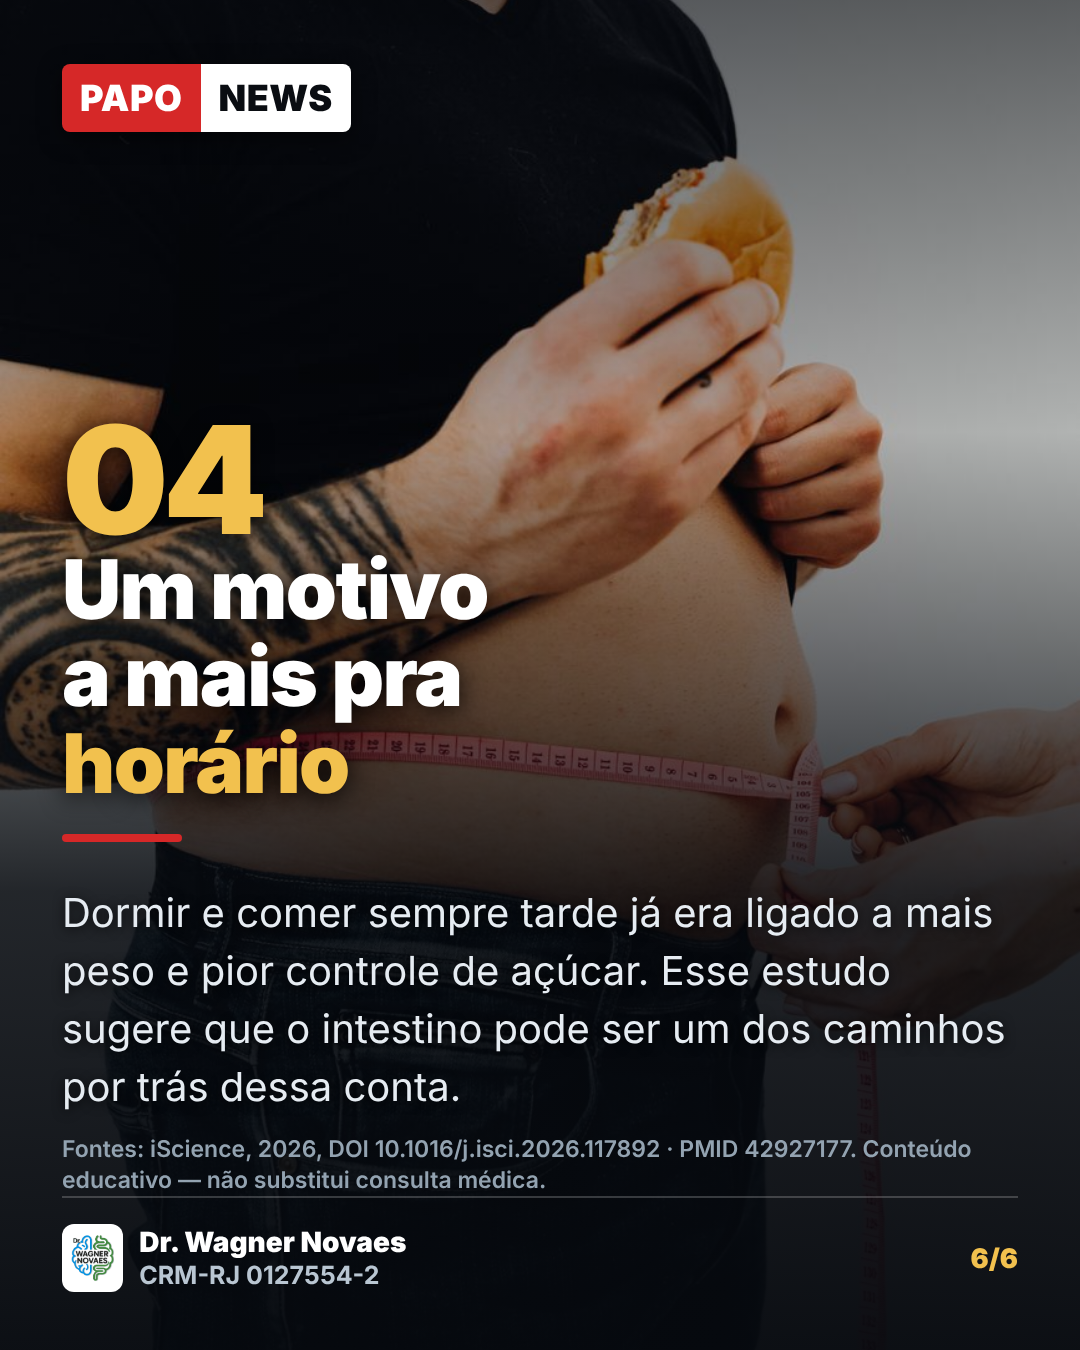 PAPO NEWS
04
Um motivo
a mais pra
horário
Dormir e comer sempre tarde já era ligado a mais
peso e pior controle de açúcar. Esse estudo
sugere que o intestino pode ser um dos caminhos
por trás dessa conta.
Fontes: iScience, 2026, DOI 10.1016/j.isci.2026.117892 · PMID 42927177. Conteúdo
educativo — não substitui consulta médica.
Dr. WAGNER NOVAES
Dr. Wagner Novaes
CRM-RJ 0127554-2
6/6